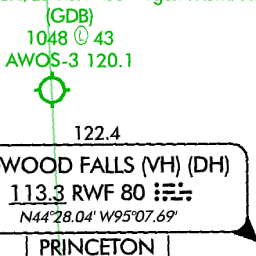 (GDB)
1048 Ⓛ 43
AWOS-3 120.1
122.4
WOOD FALLS (VH) (DH)
113.3 RWF 80
N44°28.04' W95°07.69'
PRINCETON